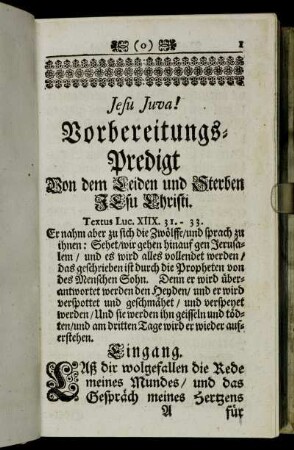 (0) 1
Jesu Juva!
Vorbereitungs-
Predigt
Von dem Leiden und Sterben
JEsu Christi.
Textus Luc. XIIX. 31. - 33.
Er nahm aber zu sich die Zwölffe/und sprach zu
ihnen: Sehet/wir gehen hinauf gen Jerusa-
lem/ und es wird alles vollendet werden/
das geschrieben ist durch die Propheten von
des Menschen Sohn. Denn er wird über-
antwortet werden den Heyden/ und er wird
verspottet und geschmähet/ und verspeyet
werden/ Und sie werden ihn geisseln und töd-
ten/und am dritten Tage wird er wieder auf-
erstehen.
Eingang.
LAß dir wolgefallen die Rede
meines Mundes/ und das
Gespräch meines Hertzens
A für